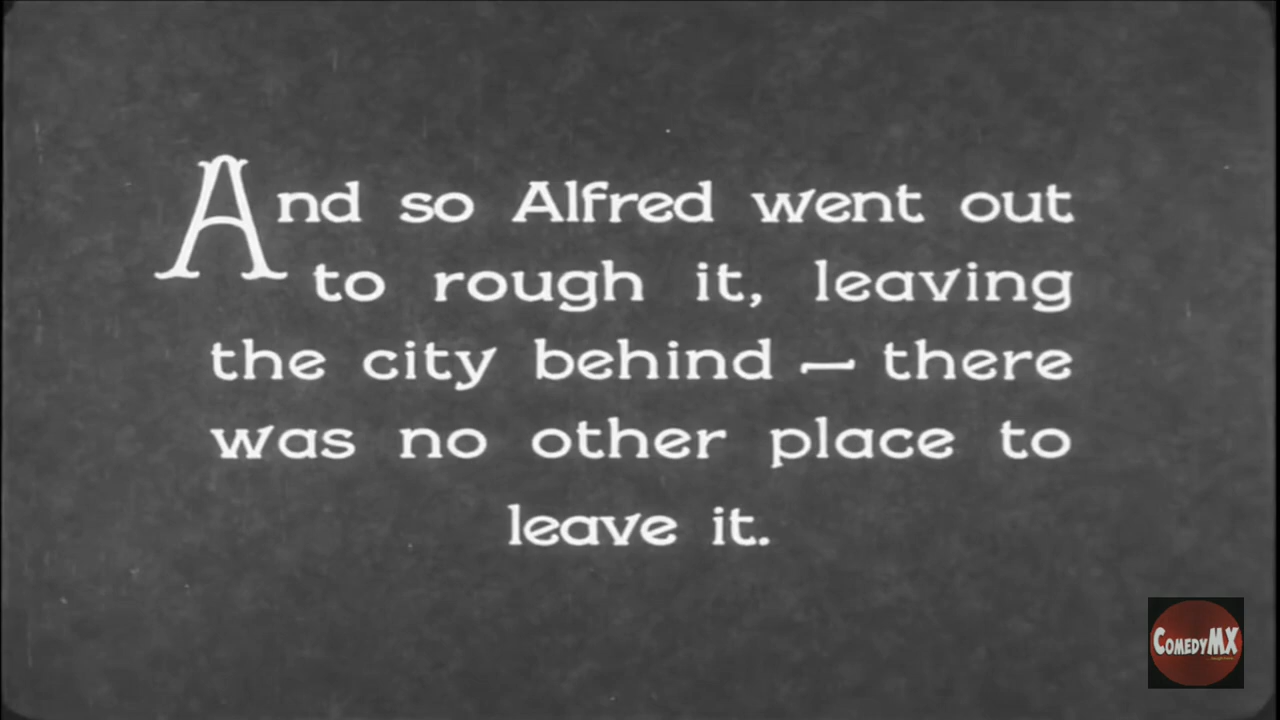 And so Alfred went out
to rough it, leaving
the city behind — there
was no other place to
leave it.
COMEDYMX